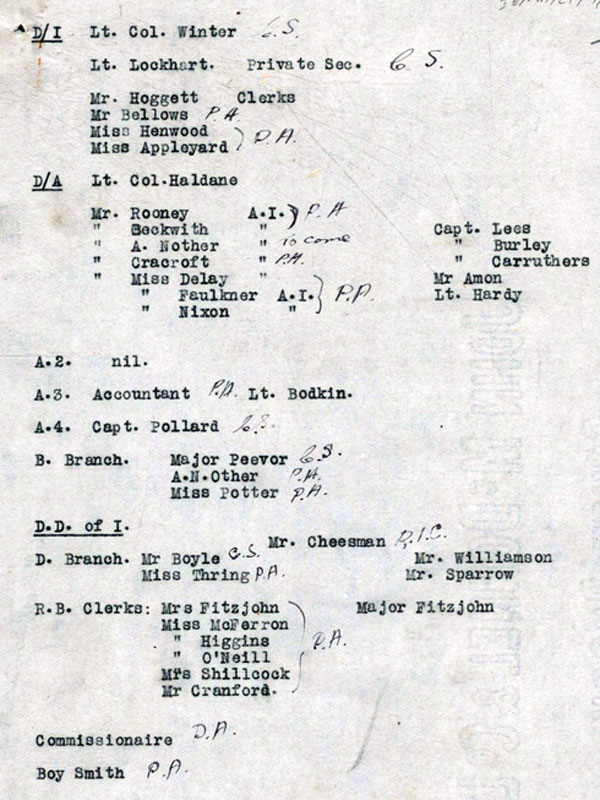 D/I Lt. Col. Winter C.S.
Lt. Lockhart. Private Sec. C.S.
Mr. Hoggett Clerks
Mr Bellows P.A.
Miss Henwood
Miss Appleyard } P.A.
D/A Lt. Col.Haldane
Mr. Rooney A.I. } P.A
" Beckwith " Capt. Lees
" A. Nother " to come " Burley
" Cracroft " P.A. " Carruthers
" Miss Delay " Mr Amon
" Faulkner A.I. } P.A. Lt. Hardy
" Nixon "
A.2. nil.
A.3. Accountant P.A. Lt. Bodkin.
A.4. Capt. Pollard C.S.
B. Branch. Major Peevor C.S.
A.N.Other P.A.
Miss Potter P.A.
D.D. of I.
Mr. Cheesman D.I.C.
D. Branch. Mr Boyle C.S. Mr. Williamson
Miss Thring P.A. Mr. Sparrow
R.B. Clerks: Mrs Fitzjohn Major Fitzjohn
Miss McFerron
" Higgins } P.A.
" O'Neill
Mrs Shillcock
Mr Cranford.
Commissionaire D.A.
Boy Smith P.A.